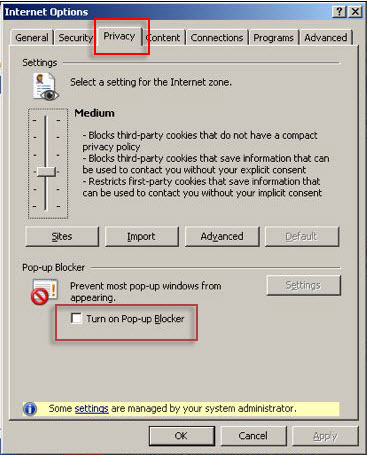 Internet Options
General Security Privacy Content Connections Programs Advanced
Settings
Select a setting for the Internet zone.
Medium
- Blocks third-party cookies that do not have a compact
privacy policy
- Blocks third-party cookies that save information that can
be used to contact you without your explicit consent
- Restricts first-party cookies that save information that
can be used to contact you without your implicit consent
Sites Import Advanced Default
Pop-up Blocker
Prevent most pop-up windows from
appearing.
Settings
Turn on Pop-up Blocker
Some settings are managed by your system administrator.
OK Cancel Apply